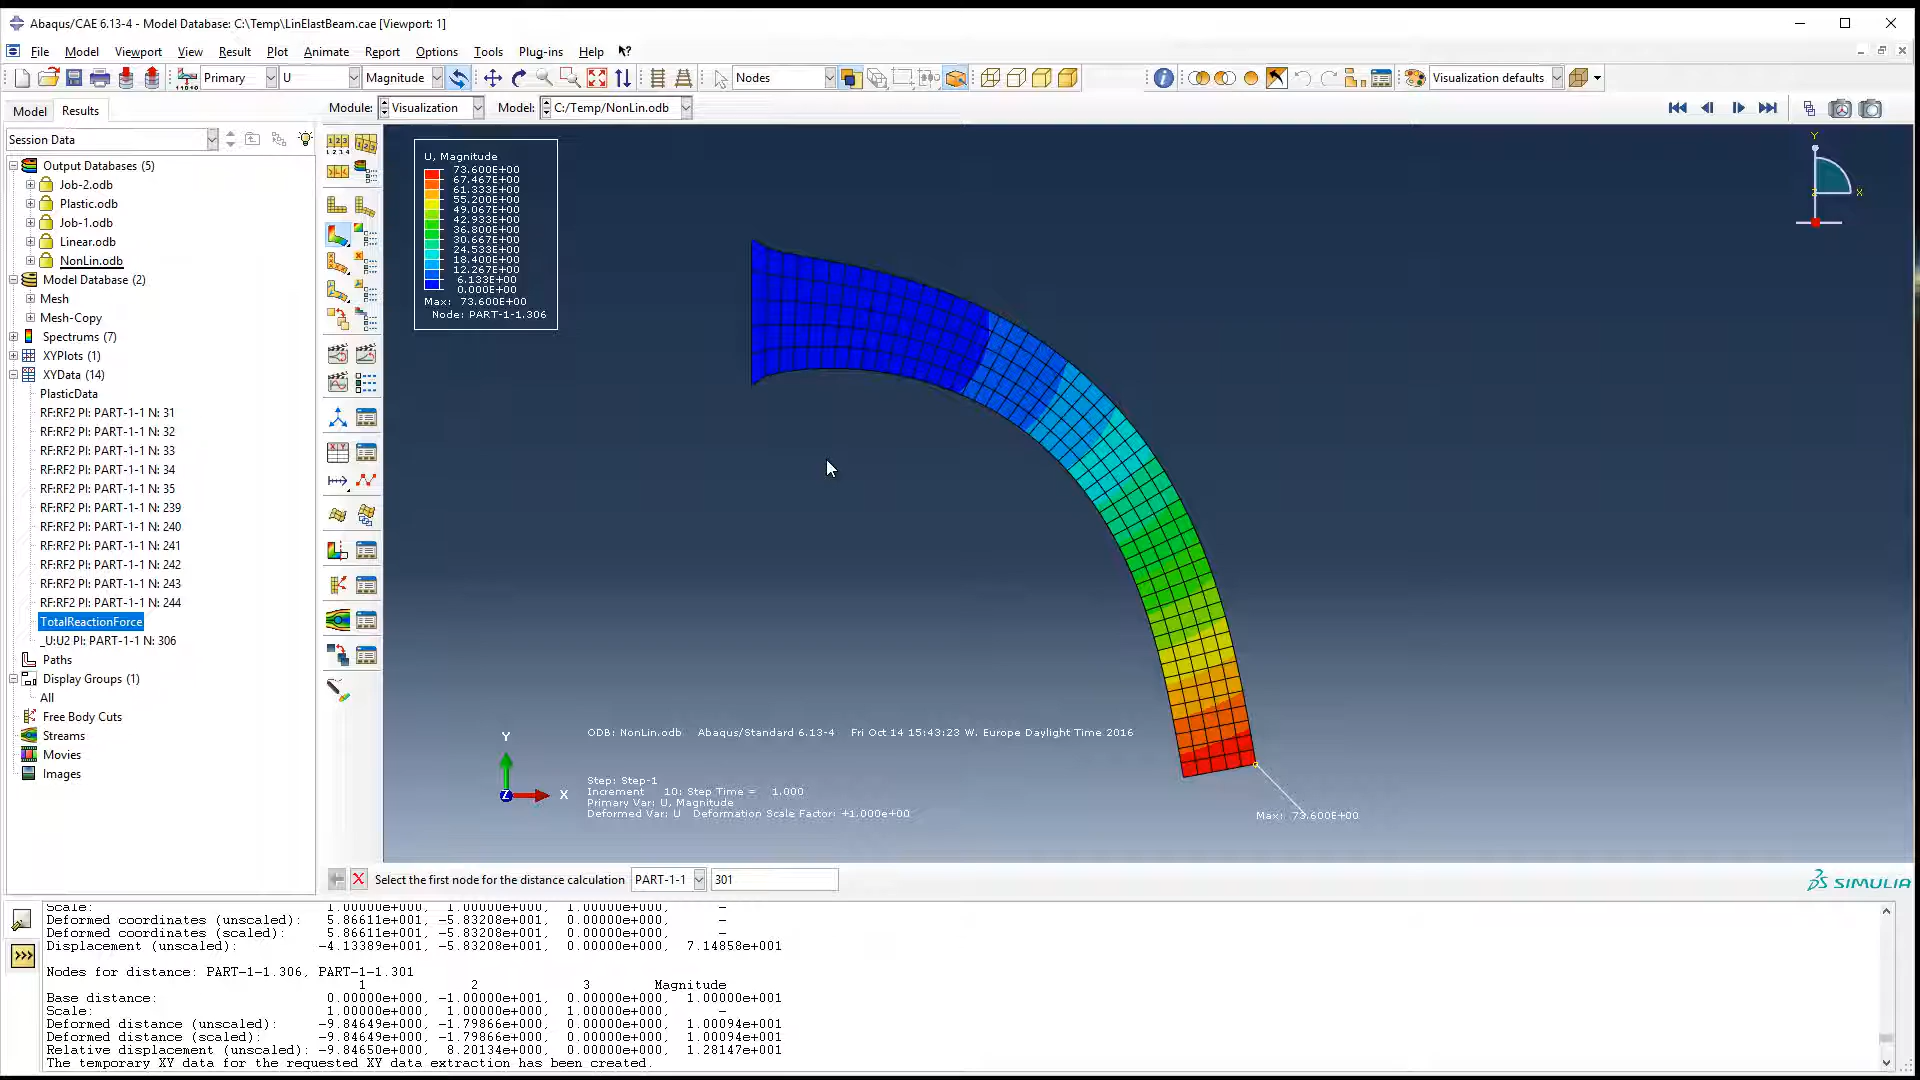 Abaqus/CAE 6.13-4 - Model Database: C:\Temp\LinElastBeam.cae [Viewport: 1]
File Model Viewport View Result Plot Animate Report Options Tools Plug-ins Help
Primary U Magnitude Nodes Visualization defaults
Model Results
Module: Visualization Model: C:/Temp/NonLin.odb
Session Data
Output Databases (5)
Job-2.odb
Plastic.odb
Job-1.odb
Linear.odb
NonLin.odb
Model Database (2)
Mesh
Mesh-Copy
Spectrums (7)
XYPlots (1)
XYData (14)
PlasticData
RF:RF2 PI: PART-1-1 N: 31
RF:RF2 PI: PART-1-1 N: 32
RF:RF2 PI: PART-1-1 N: 33
RF:RF2 PI: PART-1-1 N: 34
RF:RF2 PI: PART-1-1 N: 35
RF:RF2 PI: PART-1-1 N: 239
RF:RF2 PI: PART-1-1 N: 240
RF:RF2 PI: PART-1-1 N: 241
RF:RF2 PI: PART-1-1 N: 242
RF:RF2 PI: PART-1-1 N: 243
RF:RF2 PI: PART-1-1 N: 244
TotalReactionForce
_U:U2 PI: PART-1-1 N: 306
Paths
Display Groups (1)
All
Free Body Cuts
Streams
Movies
Images
U, Magnitude
73.600E+00
67.467E+00
61.333E+00
55.200E+00
49.067E+00
42.933E+00
36.800E+00
30.667E+00
24.533E+00
18.400E+00
12.267E+00
6.133E+00
0.000E+00
Max: 73.600E+00
Node: PART-1-1.306
Y
X
Z
Y
X
Z
ODB: NonLin.odb Abaqus/Standard 6.13-4 Fri Oct 14 15:43:23 W. Europe Daylight Time 2016
Step: Step-1
Increment 10: Step Time = 1.000
Primary Var: U, Magnitude
Deformed Var: U Deformation Scale Factor: +1.000e+00
Max: 73.600E+00
Select the first node for the distance calculation PART-1-1 301
SIMULIA
Scale: 1.00000e+000, 1.00000e+000, 1.00000e+000, -
Deformed coordinates (unscaled): 5.86611e+001, -5.83208e+001, 0.00000e+000, -
Deformed coordinates (scaled): 5.86611e+001, -5.83208e+001, 0.00000e+000, -
Displacement (unscaled): -4.13389e+001, -5.83208e+001, 0.00000e+000, 7.14858e+001
Nodes for distance: PART-1-1.306, PART-1-1.301
1 2 3 Magnitude
Base distance: 0.00000e+000, -1.00000e+001, 0.00000e+000, 1.00000e+001
Scale: 1.00000e+000, 1.00000e+000, 1.00000e+000, -
Deformed distance (unscaled): -9.84649e+000, -1.79866e+000, 0.00000e+000, 1.00094e+001
Deformed distance (scaled): -9.84649e+000, -1.79866e+000, 0.00000e+000, 1.00094e+001
Relative displacement (unscaled): -9.84650e+000, 8.20134e+000, 0.00000e+000, 1.28147e+001
The temporary XY data for the requested XY data extraction has been created.